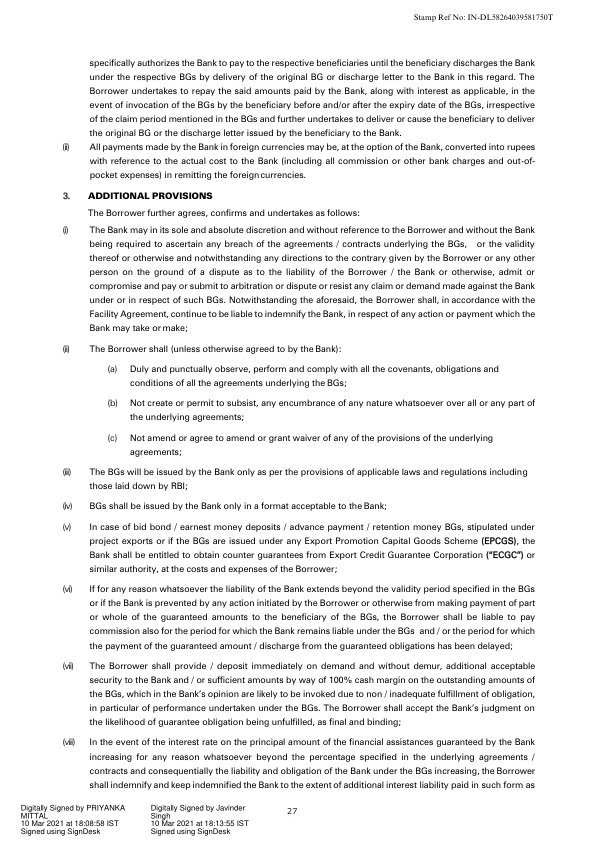 Stamp Ref No: IN-DL58264039581750T
specifically authorizes the Bank to pay to the respective beneficiaries until the beneficiary discharges the Bank
under the respective BGs by delivery of the original BG or discharge letter to the Bank in this regard. The
Borrower undertakes to repay the said amounts paid by the Bank, along with interest as applicable, in the
event of invocation of the BGs by the beneficiary before and/or after the expiry date of the BGs, irrespective
of the claim period mentioned in the BGs and further undertakes to deliver or cause the beneficiary to deliver
the original BG or the discharge letter issued by the beneficiary to the Bank.
(ii) All payments made by the Bank in foreign currencies may be, at the option of the Bank, converted into rupees
with reference to the actual cost to the Bank (including all commission or other bank charges and out-of-
pocket expenses) in remitting the foreign currencies.
3. ADDITIONAL PROVISIONS
The Borrower further agrees, confirms and undertakes as follows:
(i) The Bank may in its sole and absolute discretion and without reference to the Borrower and without the Bank
being required to ascertain any breach of the agreements / contracts underlying the BGs, or the validity
thereof or otherwise and notwithstanding any directions to the contrary given by the Borrower or any other
person on the ground of a dispute as to the liability of the Borrower / the Bank or otherwise, admit or
compromise and pay or submit to arbitration or dispute or resist any claim or demand made against the Bank
under or in respect of such BGs. Notwithstanding the aforesaid, the Borrower shall, in accordance with the
Facility Agreement, continue to be liable to indemnify the Bank, in respect of any action or payment which the
Bank may take or make;
(ii) The Borrower shall (unless otherwise agreed to by the Bank):
(a) Duly and punctually observe, perform and comply with all the covenants, obligations and
conditions of all the agreements underlying the BGs;
(b) Not create or permit to subsist, any encumbrance of any nature whatsoever over all or any part of
the underlying agreements;
(c) Not amend or agree to amend or grant waiver of any of the provisions of the underlying
agreements;
(iii) The BGs will be issued by the Bank only as per the provisions of applicable laws and regulations including
those laid down by RBI;
(iv) BGs shall be issued by the Bank only in a format acceptable to the Bank;
(v) In case of bid bond / earnest money deposits / advance payment / retention money BGs, stipulated under
project exports or if the BGs are issued under any Export Promotion Capital Goods Scheme (EPCGS), the
Bank shall be entitled to obtain counter guarantees from Export Credit Guarantee Corporation ("ECGC") or
similar authority, at the costs and expenses of the Borrower;
(vi) If for any reason whatsoever the liability of the Bank extends beyond the validity period specified in the BGs
or if the Bank is prevented by any action initiated by the Borrower or otherwise from making payment of part
or whole of the guaranteed amounts to the beneficiary of the BGs, the Borrower shall be liable to pay
commission also for the period for which the Bank remains liable under the BGs and / or the period for which
the payment of the guaranteed amount / discharge from the guaranteed obligations has been delayed;
(vii) The Borrower shall provide / deposit immediately on demand and without demur, additional acceptable
security to the Bank and / or sufficient amounts by way of 100% cash margin on the outstanding amounts of
the BGs, which in the Bank's opinion are likely to be invoked due to non / inadequate fulfillment of obligation,
in particular of performance undertaken under the BGs. The Borrower shall accept the Bank's judgment on
the likelihood of guarantee obligation being unfulfilled, as final and binding;
(viii) In the event of the interest rate on the principal amount of the financial assistances guaranteed by the Bank
increasing for any reason whatsoever beyond the percentage specified in the underlying agreements /
contracts and consequentially the liability and obligation of the Bank under the BGs increasing, the Borrower
shall indemnify and keep indemnified the Bank to the extent of additional interest liability paid in such form as
27
Digitally Signed by PRIYANKA
MITTAL
10 Mar 2021 at 18:08:58 IST
Signed using SignDesk
Digitally Signed by Javinder
Singh
10 Mar 2021 at 18:13:55 IST
Signed using SignDesk